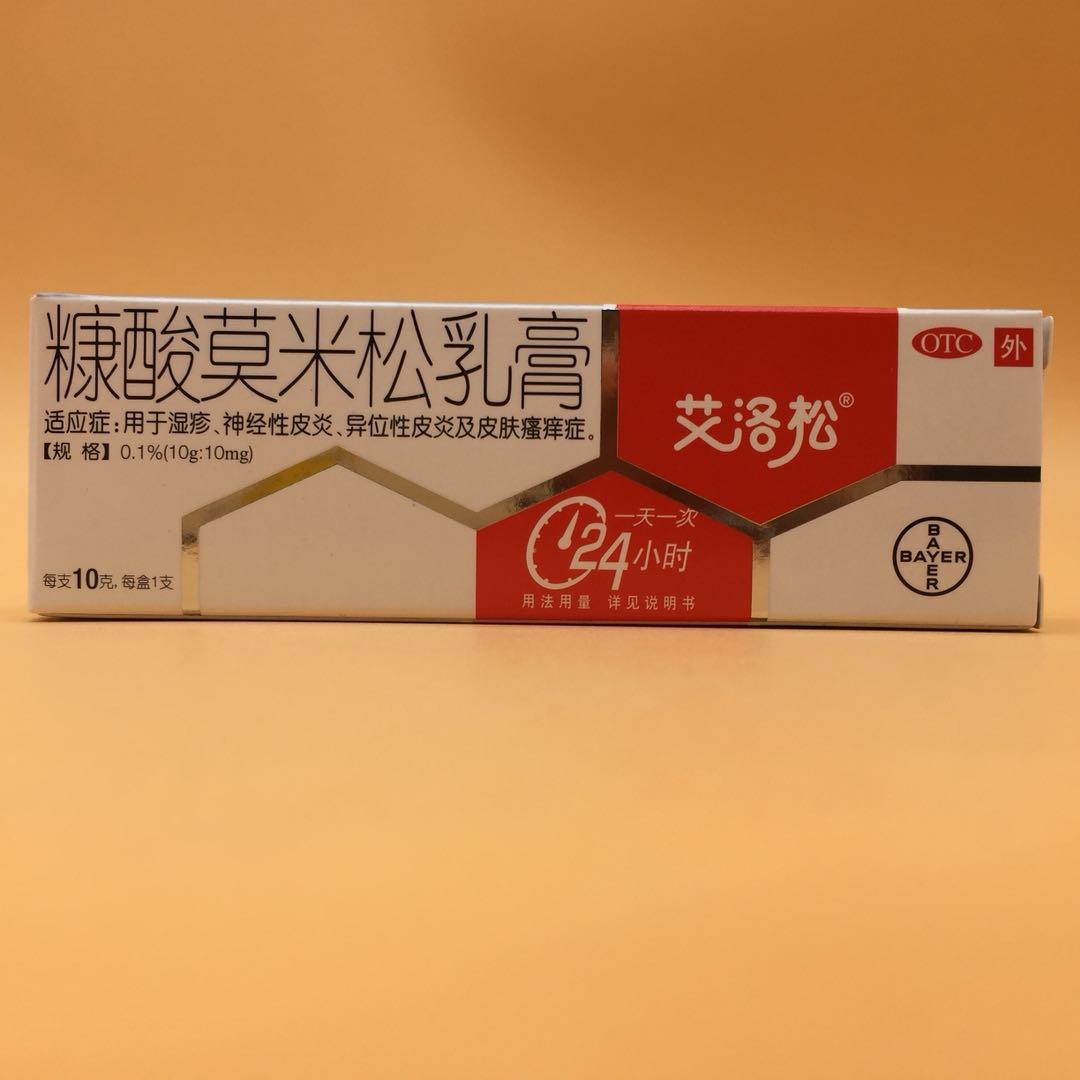 糠酸莫米松乳膏
适应症:用于湿疹、神经性皮炎、异位性皮炎及皮肤瘙痒症。
【规 格】 0.1%(10g:10mg)
每支10克,每盒1支
艾洛松®
一天一次
24小时
用法用量 详见说明书
OTC
外
BAYER
BAYER